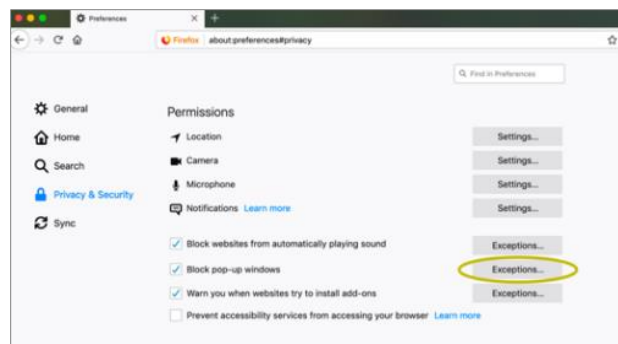 Preferences
Firefox about:preferences#privacy
Find in Preferences
General
Home
Search
Privacy & Security
Sync
Permissions
Location Settings...
Camera Settings...
Microphone Settings...
Notifications Learn more Settings...
Block websites from automatically playing sound Exceptions...
Block pop-up windows Exceptions...
Warn you when websites try to install add-ons Exceptions...
Prevent accessibility services from accessing your browser Learn more